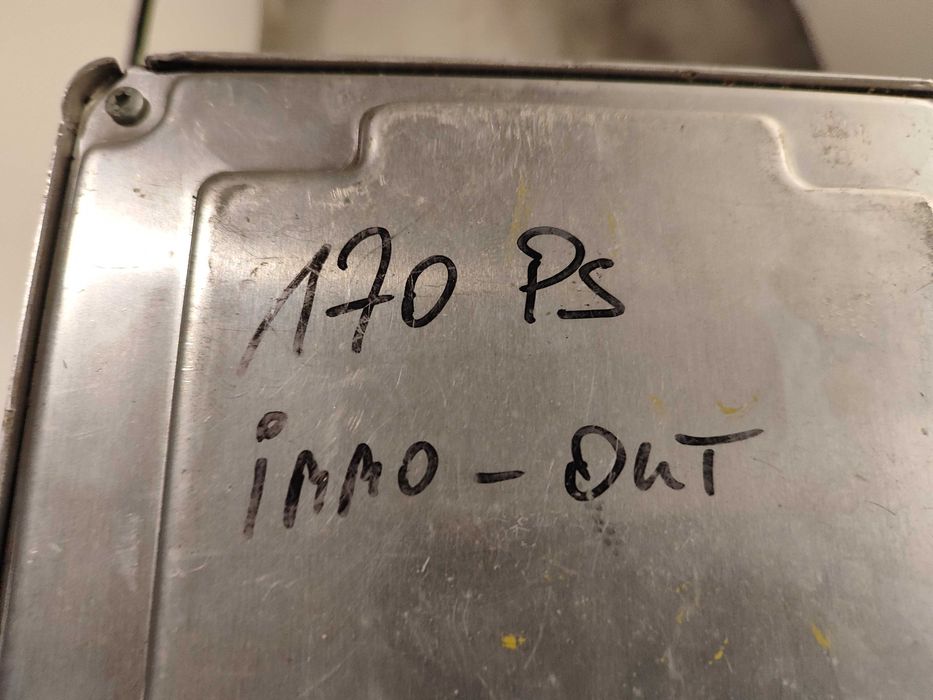 170 PS
immo - OUT